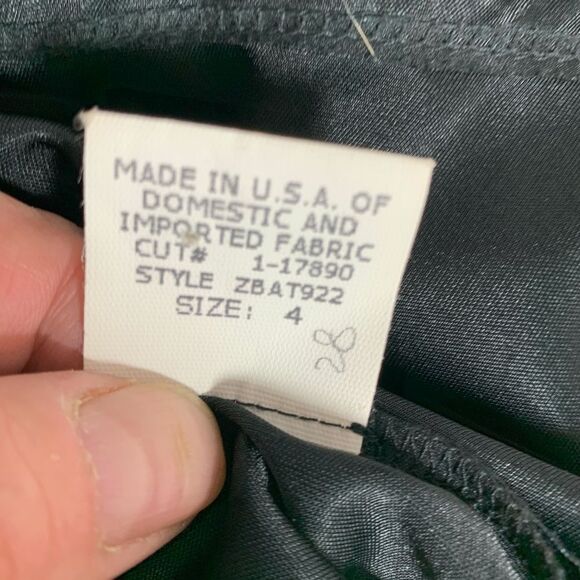 MADE IN U.S.A. OF
DOMESTIC AND
IMPORTED FABRIC
CUT# 1-17890
STYLE ZBAT922
SIZE: 4
28